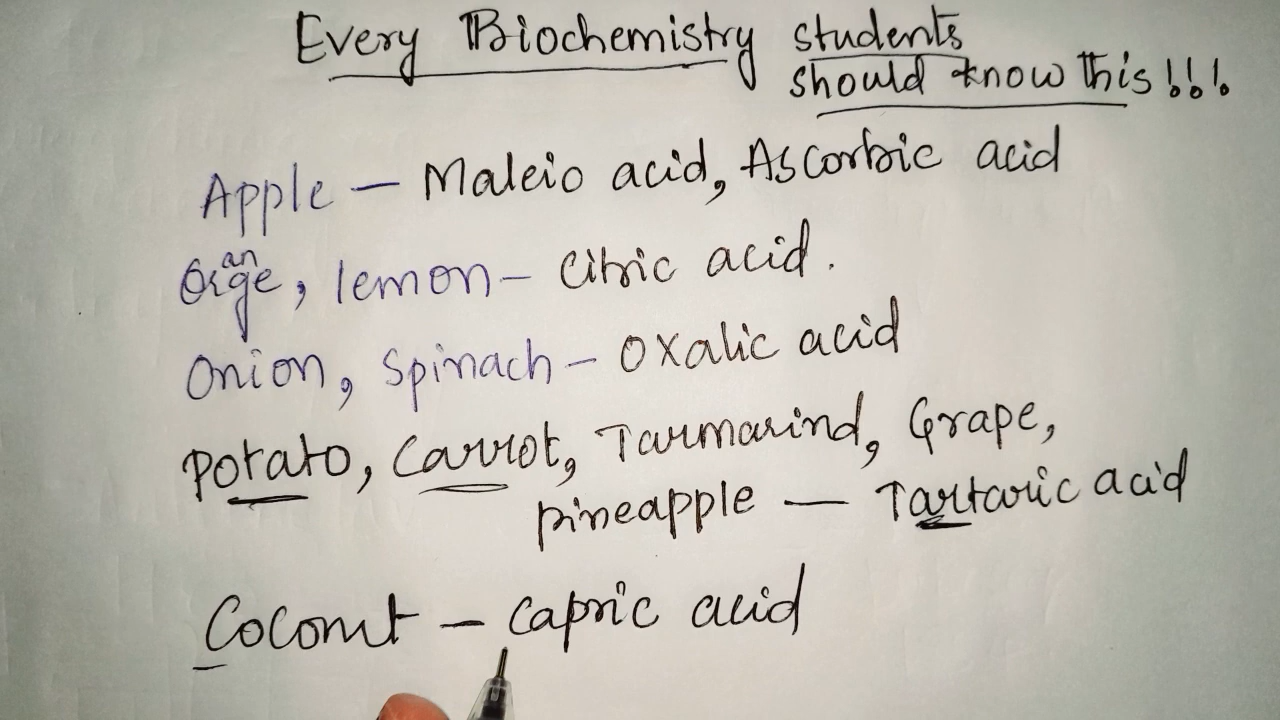 Every Biochemistry students
should know this!!!
Apple — Maleio acid, Ascorbic acid
Orange, lemon – Citric acid.
Onion, Spinach – Oxalic acid
Potato, Carrot, Tarmarind, Grape,
pineapple — Tartaric acid
Coconut – Capric acid